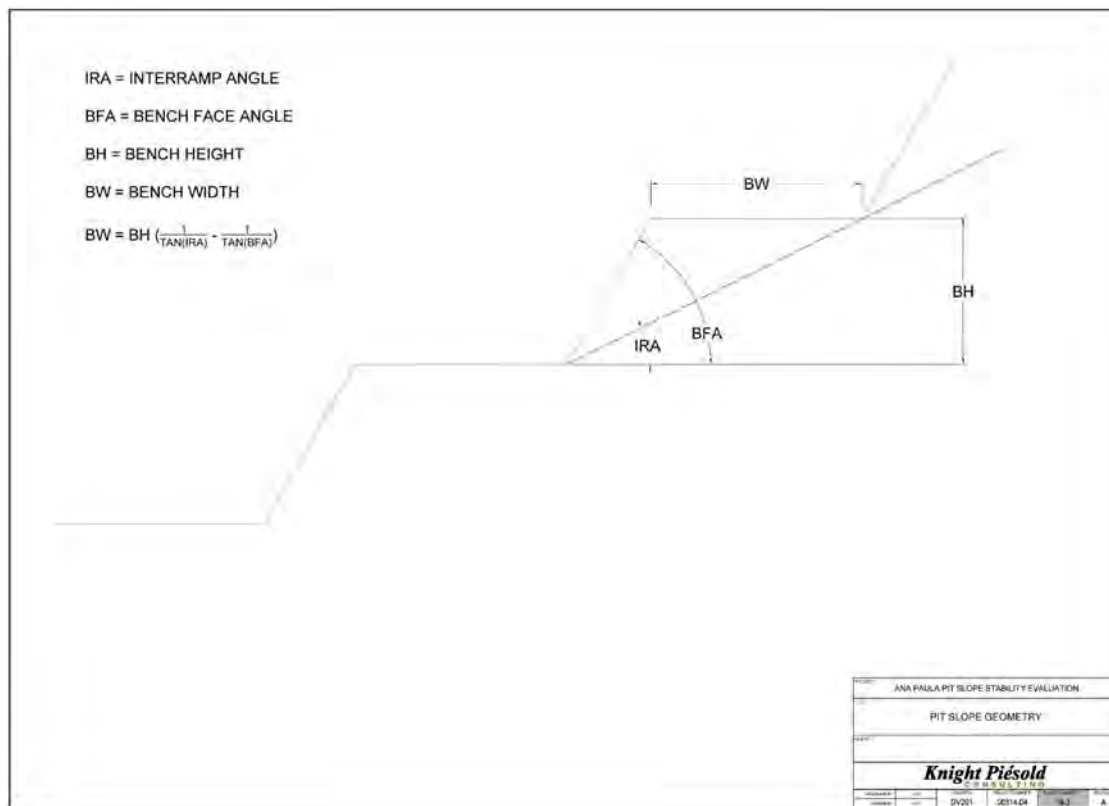 IRA = INTERRAMP ANGLE
BFA = BENCH FACE ANGLE
BH = BENCH HEIGHT
BW = BENCH WIDTH
BW = BH (1/TAN(IRA) - 1/TAN(BFA))
BW
BH
BFA
IRA
ANA PAULA PIT SLOPE STABILITY EVALUATION
PIT SLOPE GEOMETRY
Knight Piésold
CONSULTING
DV201